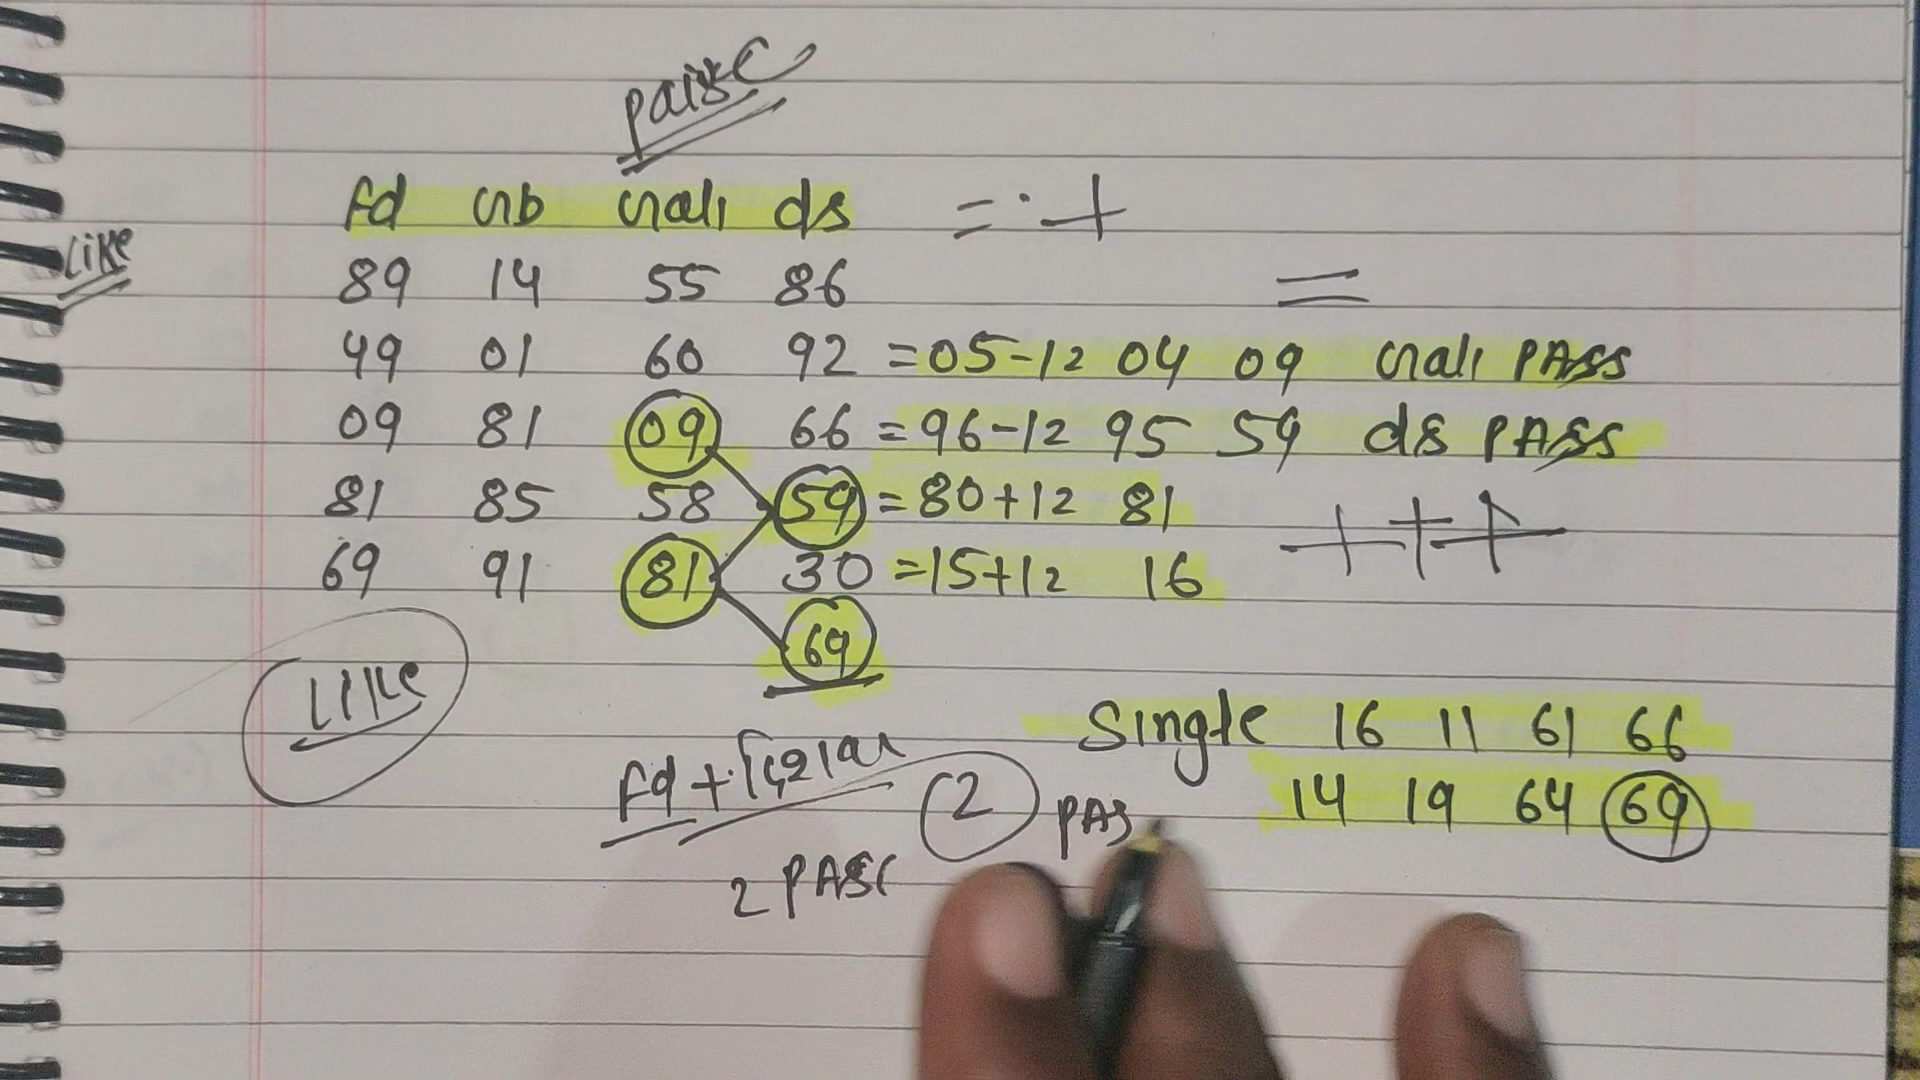 paise
fd GB Gali ds = . +
Like
89 14 55 86 =
49 01 60 92 = 05-12 04 09 Gali PASS
09 81 09 66 = 96-12 95 59 ds PASS
81 85 58 59 = 80+12 81 +++
69 91 81 30 = 15+12 16
69
Like
Single 16 11 61 66
14 19 64 69
fd +
2
PAS
2 PASS